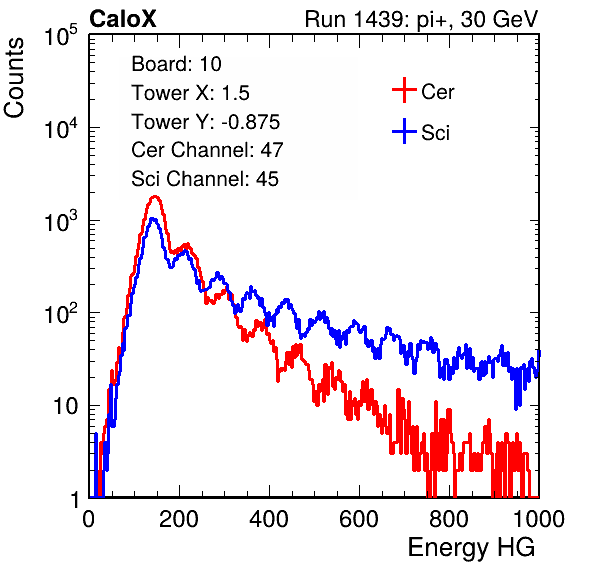 CaloX Run 1439: pi+, 30 GeV
Board: 10
Tower X: 1.5
Tower Y: -0.875
Cer Channel: 47
Sci Channel: 45
Cer
Sci
Counts
10^5
10^4
10^3
10^2
10
1
0 200 400 600 800 1000
Energy HG